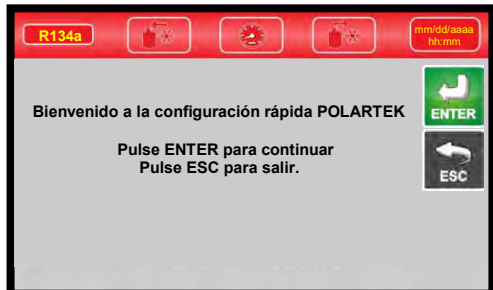 R134a
mm/dd/aaaa
hh:mm
Bienvenido a la configuración rápida POLARTEK
ENTER
Pulse ENTER para continuar
Pulse ESC para salir.
ESC